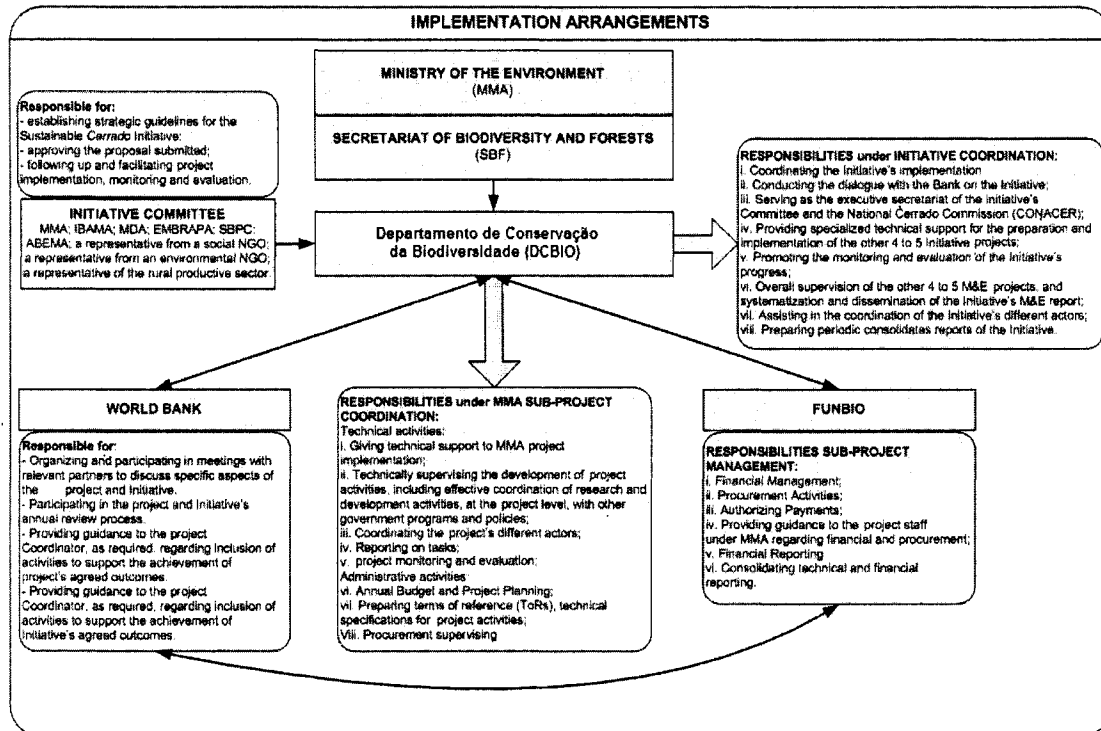 IMPLEMENTATION ARRANGEMENTS
MINISTRY OF THE ENVIRONMENT
(MMA)
SECRETARIAT OF BIODIVERSITY AND FORESTS
(SBF)
Responsible for:
- establishing strategic guidelines for the
Sustainable Cerrado Initiative;
- approving the proposal submitted;
- following up and facilitating project
implementation, monitoring and evaluation.
INITIATIVE COMMITTEE
MMA; IBAMA; MDA; EMBRAPA; SBPC;
ABEMA; a representative from a social NGO;
a representative from an environmental NGO;
a representative of the rural productive sector.
Departamento de Conservação
da Biodiversidade (DCBIO)
RESPONSIBILITIES under INITIATIVE COORDINATION:
i. Coordinating the Initiative's implementation
ii. Conducting the dialogue with the Bank on the Initiative;
iii. Serving as the executive secretariat of the Initiative's
Committee and the National Cerrado Commission (CONACER);
iv. Providing specialized technical support for the preparation and
implementation of the other 4 to 5 Initiative projects;
v. Promoting the monitoring and evaluation of the Initiative's
progress;
vi. Overall supervision of the other 4 to 5 M&E projects, and
systematization and dissemination of the Initiative's M&E report;
vii. Assisting in the coordination of the Initiative's different actors;
viii. Preparing periodic consolidates reports of the Initiative.
WORLD BANK
Responsible for:
- Organizing and participating in meetings with
relevant partners to discuss specific aspects of
the project and Initiative.
- Participating in the project and Initiative's
annual review process.
- Providing guidance to the project
Coordinator, as required, regarding inclusion of
activities to support the achievement of
project's agreed outcomes.
- Providing guidance to the project
Coordinator, as required, regarding inclusion of
activities to support the achievement of
Initiative's agreed outcomes.
RESPONSIBILITIES under MMA SUB-PROJECT
COORDINATION:
Technical activities:
i. Giving technical support to MMA project
implementation;
ii. Technically supervising the development of project
activities, including effective coordination of research and
development activities, at the project level, with other
government programs and policies;
iii. Coordinating the project's different actors;
iv. Reporting on tasks;
v. project monitoring and evaluation;
Administrative activities
vi. Annual Budget and Project Planning;
vii. Preparing terms of reference (ToRs), technical
specifications for project activities;
Viii. Procurement supervising
FUNBIO
RESPONSIBILITIES SUB-PROJECT
MANAGEMENT:
i. Financial Management;
ii. Procurement Activities;
iii. Authorizing Payments;
iv. Providing guidance to the project staff
under MMA regarding financial and procurement;
v. Financial Reporting
vi. Consolidating technical and financial
reporting.